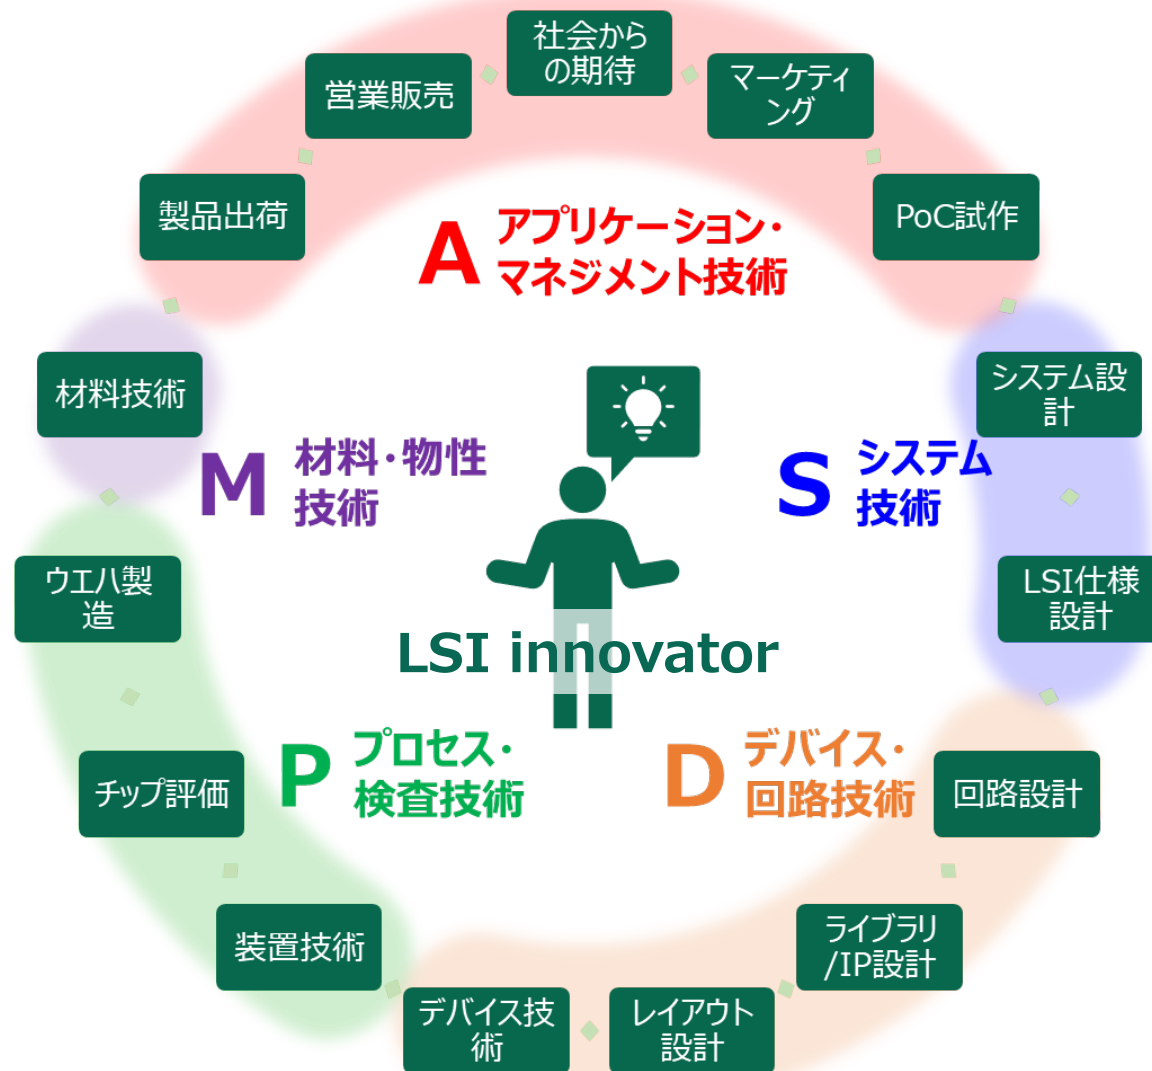 社会から
の期待
マーケティ
ング
PoC試作
システム設
計
LSI仕様
設計
回路設計
ライブラリ
/IP設計
レイアウト
設計
デバイス技
術
装置技術
チップ評価
ウエハ製
造
材料技術
製品出荷
営業販売
A アプリケーション・
マネジメント技術
S システム
技術
D デバイス・
回路技術
P プロセス・
検査技術
M 材料・物性
技術
LSI innovator